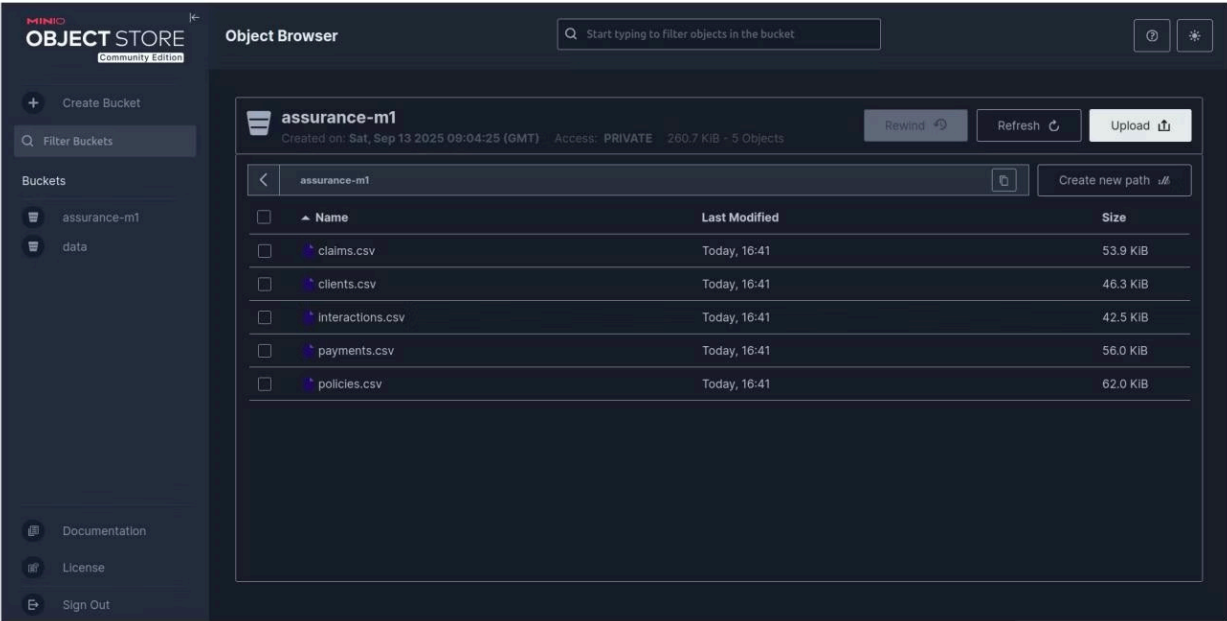 MINIO
OBJECT STORE
Community Edition
Object Browser
Start typing to filter objects in the bucket
Create Bucket
Filter Buckets
Buckets
assurance-m1
data
Documentation
License
Sign Out
assurance-m1
Created on: Sat, Sep 13 2025 09:04:25 (GMT) Access: PRIVATE 260.7 KiB - 5 Objects
Rewind
Refresh
Upload
assurance-m1
Create new path
Name Last Modified Size
claims.csv Today, 16:41 53.9 KiB
clients.csv Today, 16:41 46.3 KiB
interactions.csv Today, 16:41 42.5 KiB
payments.csv Today, 16:41 56.0 KiB
policies.csv Today, 16:41 62.0 KiB